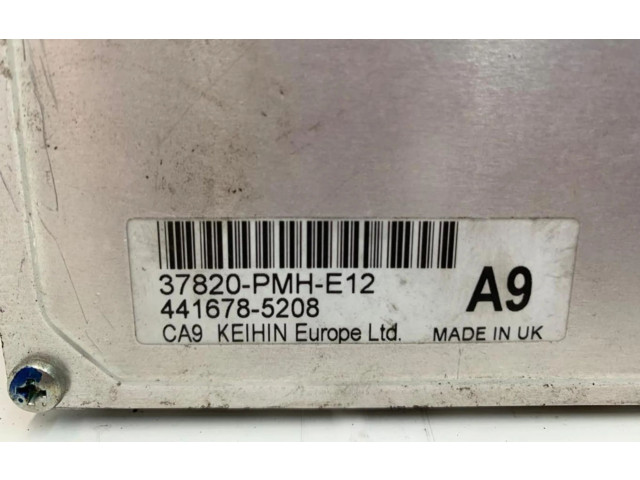 37820-PMH-E12
441678-5208
CA9 KEIHIN Europe Ltd.
A9
MADE IN UK